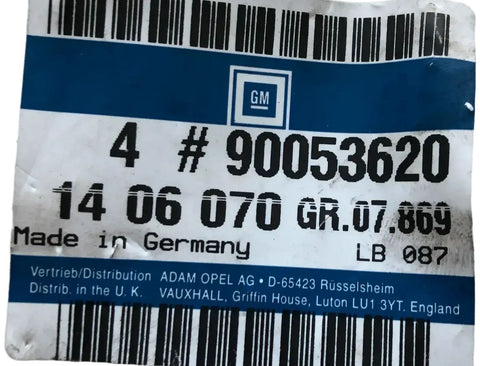 GM
4 # 90053620
14 06 070 GR.07.869
Made in Germany LB 087
Vertrieb/Distribution ADAM OPEL AG • D-65423 Rüsselsheim
Distrib. in the U. K. VAUXHALL, Griffin House, Luton LU1 3YT. England